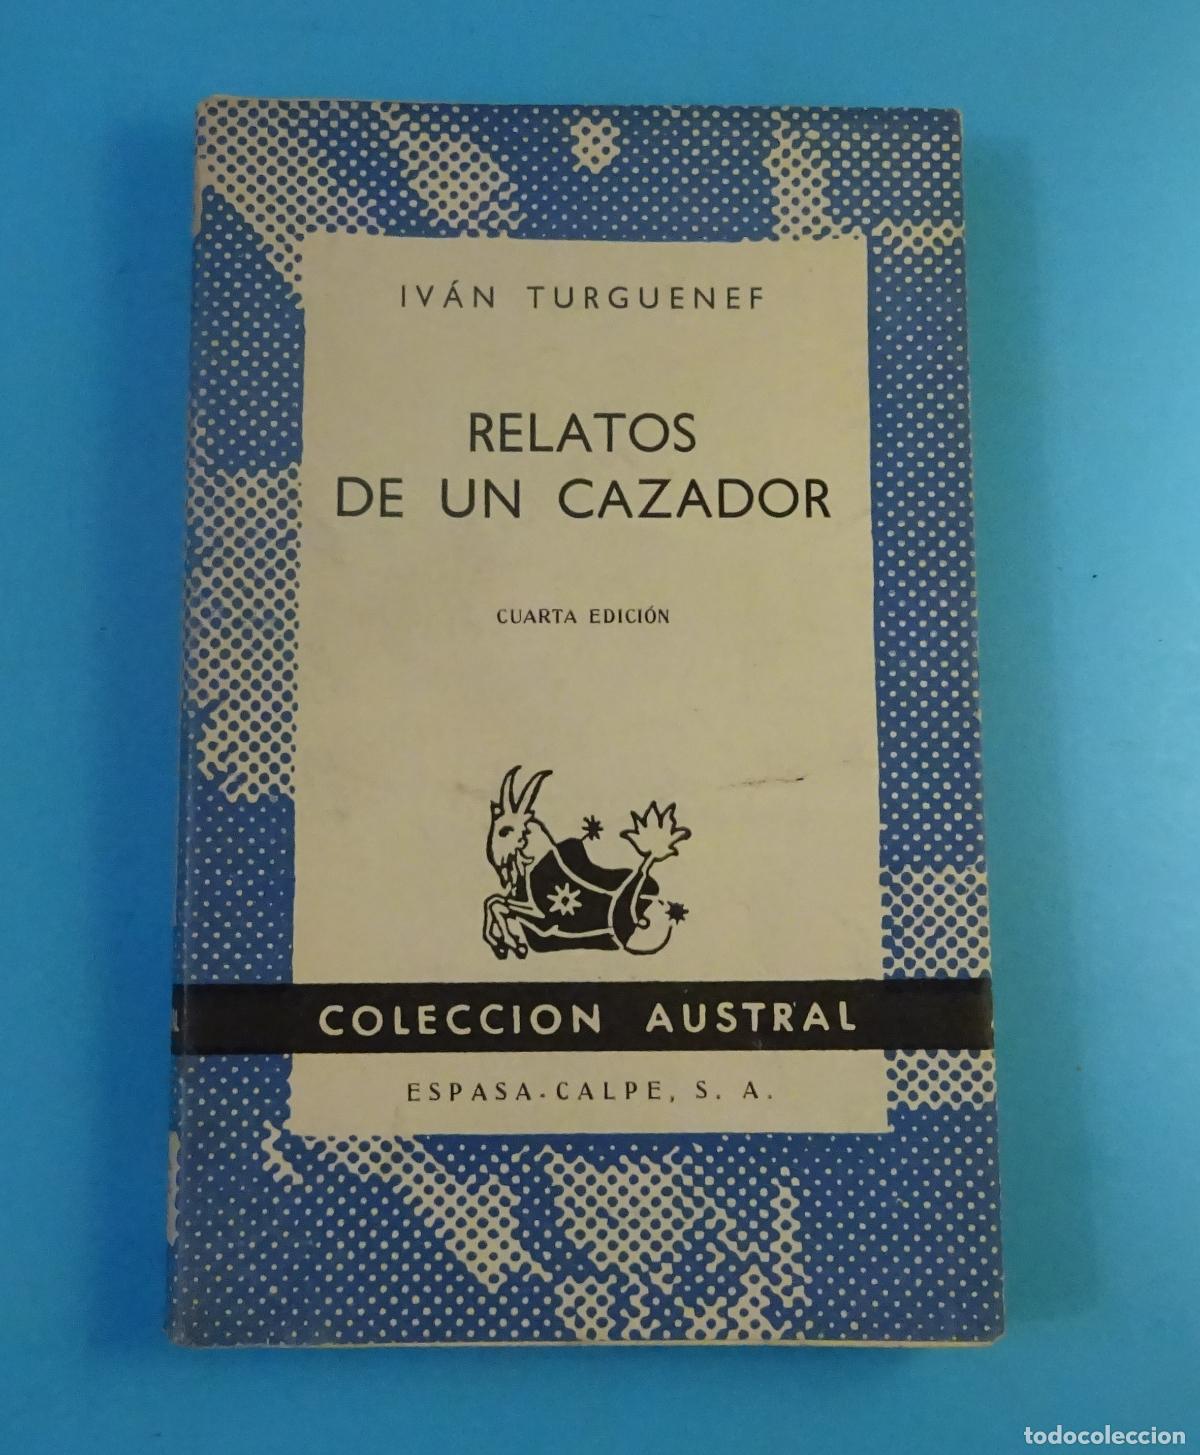 IVÁN TURGUENEF
RELATOS
DE UN CAZADOR
CUARTA EDICIÓN
COLECCION AUSTRAL
ESPASA-CALPE, S. A.
todocoleccion